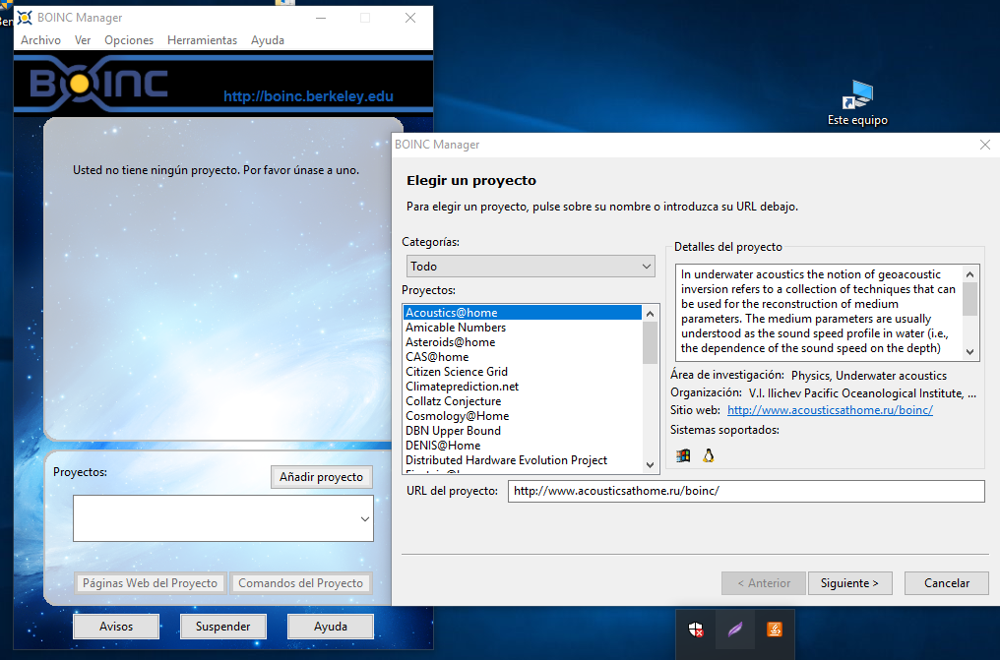 BOINC Manager
Archivo Ver Opciones Herramientas Ayuda
BOINC
http://boinc.berkeley.edu
Usted no tiene ningún proyecto. Por favor únase a uno.
Proyectos:
Añadir proyecto
Páginas Web del Proyecto
Comandos del Proyecto
Avisos
Suspender
Ayuda
Este equipo
BOINC Manager
Elegir un proyecto
Para elegir un proyecto, pulse sobre su nombre o introduzca su URL debajo.
Categorías:
Todo
Proyectos:
Acoustics@home
Amicable Numbers
Asteroids@home
CAS@home
Citizen Science Grid
Climateprediction.net
Collatz Conjecture
Cosmology@Home
DBN Upper Bound
DENIS@Home
Distributed Hardware Evolution Project
Detalles del proyecto
In underwater acoustics the notion of geoacoustic
inversion refers to a collection of techniques that can
be used for the reconstruction of medium
parameters. The medium parameters are usually
understood as the sound speed profile in water (i.e.,
the dependence of the sound speed on the depth)
Área de investigación: Physics, Underwater acoustics
Organización: V.I. Ilichev Pacific Oceanological Institute, ...
Sitio web: http://www.acousticsathome.ru/boinc/
Sistemas soportados:
URL del proyecto: http://www.acousticsathome.ru/boinc/
< Anterior
Siguiente >
Cancelar